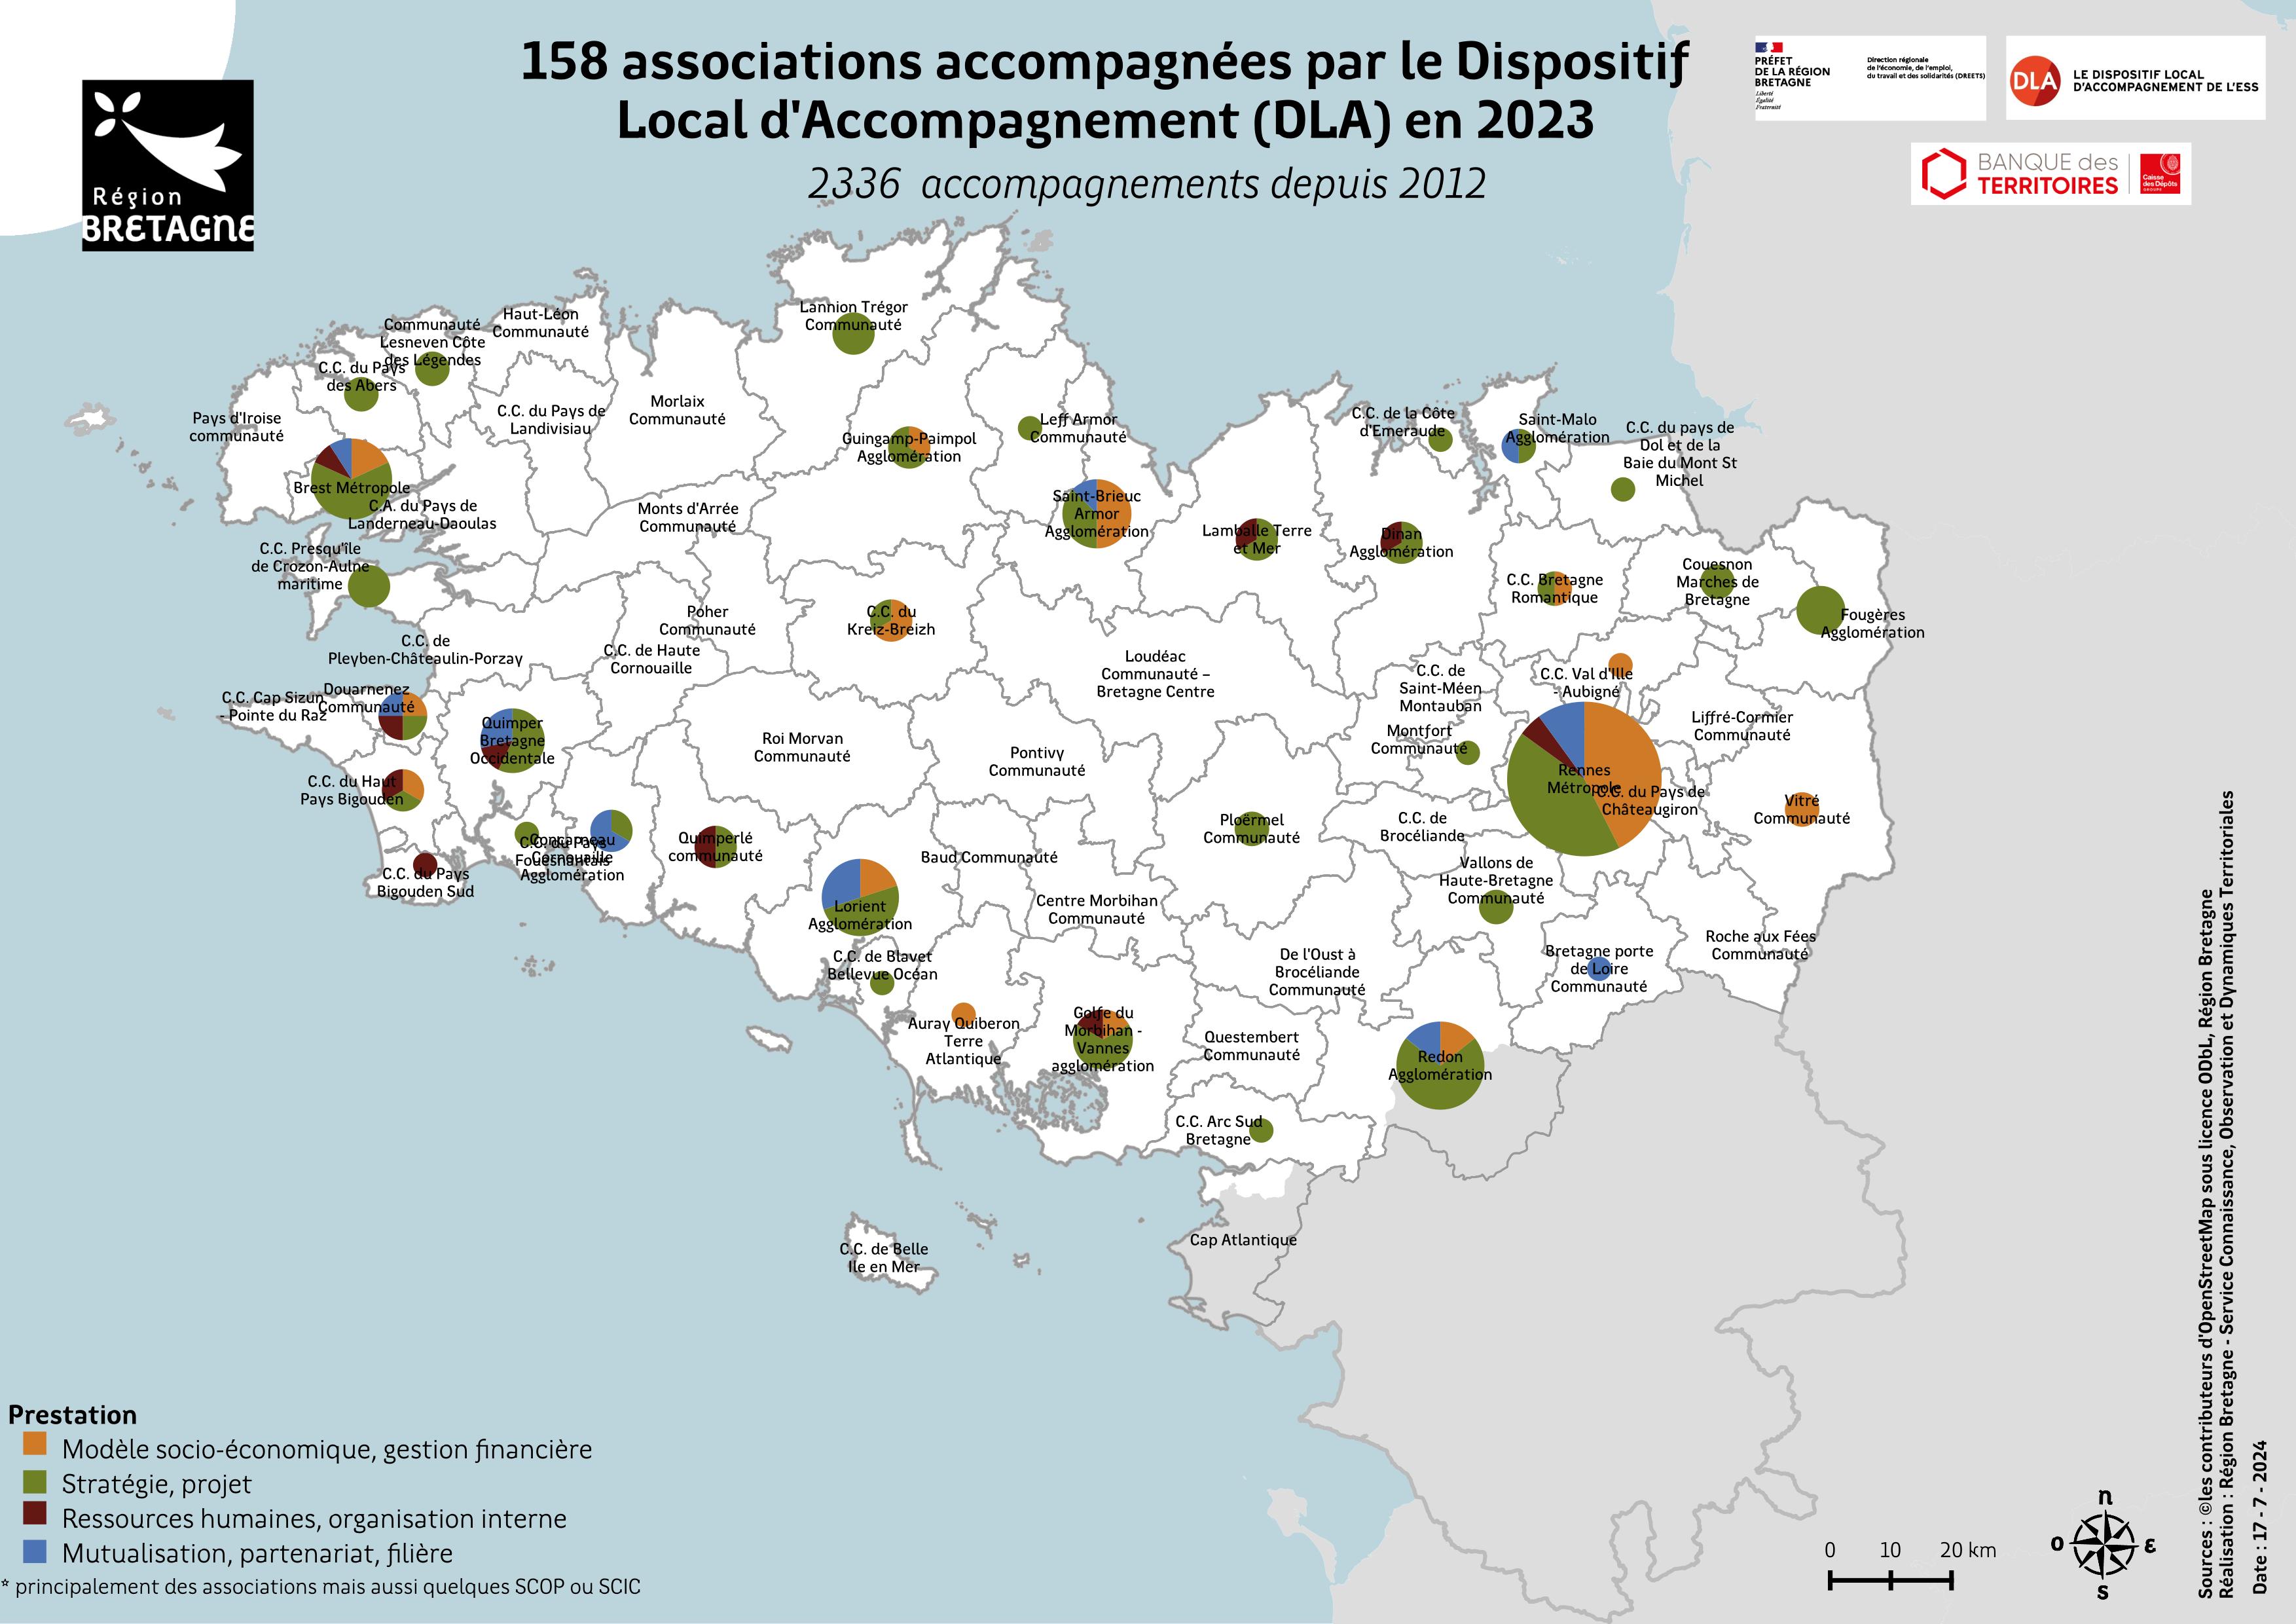 158 associations accompagnées par le Dispositif
Local d'Accompagnement (DLA) en 2023
2336 accompagnements depuis 2012
Région
BRETAGNE
PRÉFET
DE LA RÉGION
BRETAGNE
Liberté
Égalité
Fraternité
Direction régionale
de l'économie, de l'emploi,
du travail et des solidarités (DREETS)
DLA
LE DISPOSITIF LOCAL
D'ACCOMPAGNEMENT DE L'ESS
BANQUE des
TERRITOIRES
Caisse
des Dépôts
GROUPE
Lannion Trégor
Communauté
Haut-Léon
Communauté
Communauté
Lesneven Côte
des Légendes
C.C. du Pays
des Abers
Pays d'Iroise
communauté
C.C. du Pays de
Landivisiau
Morlaix
Communauté
Guingamp-Paimpol
Agglomération
Leff Armor
Communauté
C.C. de la Côte
d'Emeraude
Saint-Malo
Agglomération
C.C. du pays de
Dol et de la
Baie du Mont St
Michel
Brest Métropole
C.A. du Pays de
Landerneau-Daoulas
Monts d'Arrée
Communauté
Saint-Brieuc
Armor
Agglomération
Lamballe Terre
et Mer
Dinan
Agglomération
C.C. Presqu'île
de Crozon-Aulne
maritime
C.C. Bretagne
Romantique
Couesnon
Marches de
Bretagne
Fougères
Agglomération
Poher
Communauté
C.C. du
Kreiz-Breizh
C.C. de
Pleyben-Châteaulin-Porzay
C.C. de Haute
Cornouaille
Loudéac
Communauté –
Bretagne Centre
C.C. de
Saint-Méen
Montauban
C.C. Val d'Ille
- Aubigné
C.C. Cap Sizun
- Pointe du Raz
Douarnenez
Communauté
Quimper
Bretagne
Occidentale
Roi Morvan
Communauté
Pontivy
Communauté
Montfort
Communauté
Liffré-Cormier
Communauté
Rennes
Métropole
C.C. du Pays de
Châteaugiron
Vitré
Communauté
C.C. du Haut
Pays Bigouden
C.C. du Pays
Fouesnantais
Concarneau
Cornouaille
Agglomération
Quimperlé
communauté
Ploërmel
Communauté
C.C. de
Brocéliande
C.C. du Pays
Bigouden Sud
Baud Communauté
Vallons de
Haute-Bretagne
Communauté
Lorient
Agglomération
Centre Morbihan
Communauté
C.C. de Blavet
Bellevue Océan
De l'Oust à
Brocéliande
Communauté
Bretagne porte
de Loire
Communauté
Roche aux Fées
Communauté
Auray Quiberon
Terre
Atlantique
Golfe du
Morbihan -
Vannes
agglomération
Questembert
Communauté
Redon
Agglomération
C.C. Arc Sud
Bretagne
C.C. de Belle
Ile en Mer
Cap Atlantique
Prestation
Modèle socio-économique, gestion financière
Stratégie, projet
Ressources humaines, organisation interne
Mutualisation, partenariat, filière
* principalement des associations mais aussi quelques SCOP ou SCIC
0 10 20 km
n
o ε
s
Sources : ©les contributeurs d'OpenStreetMap sous licence ODbL, Région Bretagne
Réalisation : Région Bretagne - Service Connaissance, Observation et Dynamiques Territoriales
Date : 17 - 7 - 2024